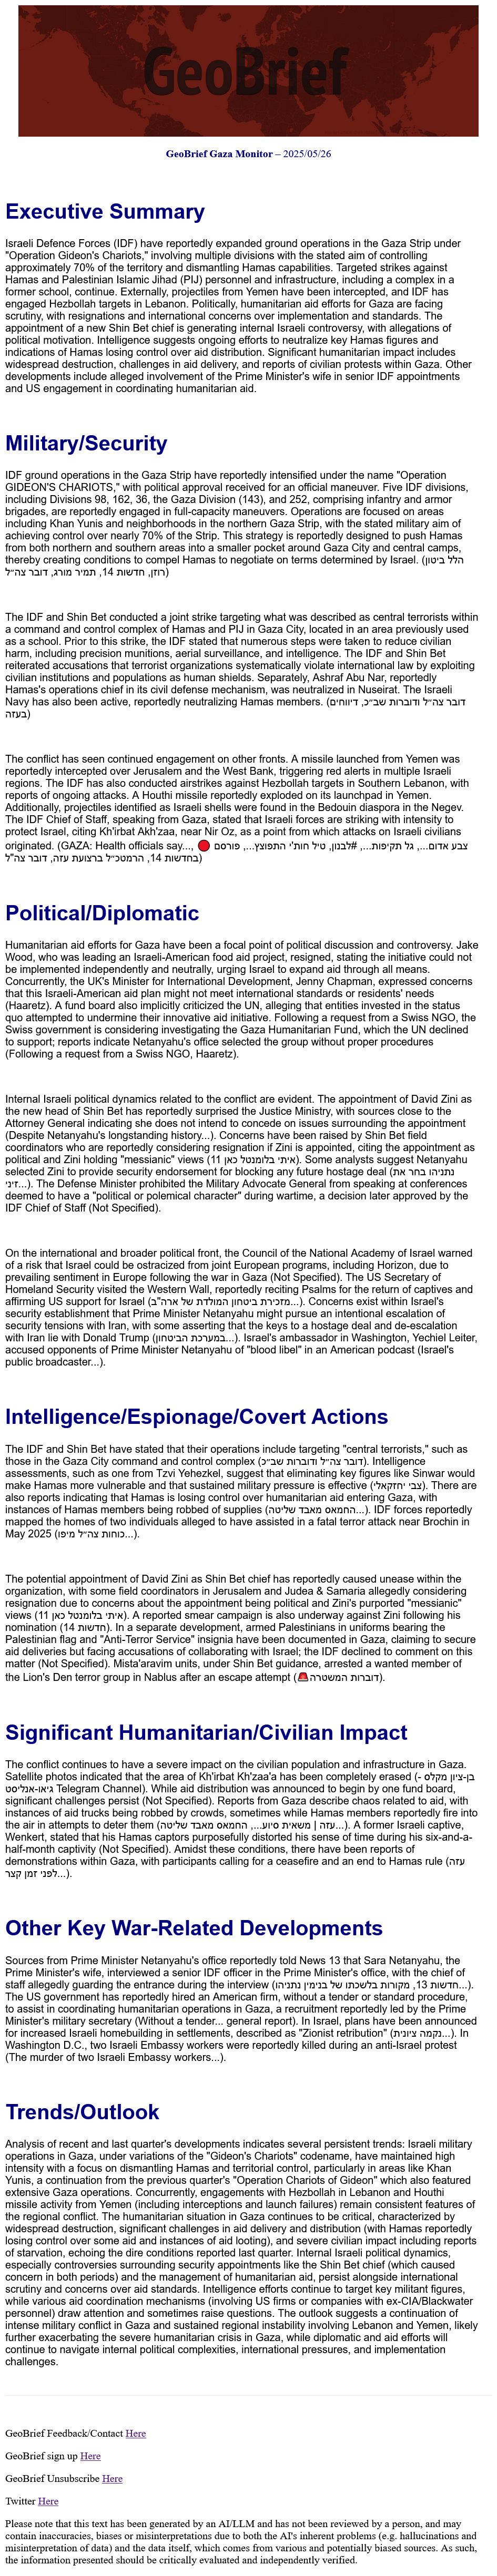 GeoBrief
GeoBrief Gaza Monitor – 2025/05/26
Executive Summary
Israeli Defence Forces (IDF) have reportedly expanded ground operations in the Gaza Strip under
"Operation Gideon's Chariots," involving multiple divisions with the stated aim of controlling
approximately 70% of the territory and dismantling Hamas capabilities. Targeted strikes against
Hamas and Palestinian Islamic Jihad (PIJ) personnel and infrastructure, including a complex in a
former school, continue. Externally, projectiles from Yemen have been intercepted, and IDF has
engaged Hezbollah targets in Lebanon. Politically, humanitarian aid efforts for Gaza are facing
scrutiny, with resignations and international concerns over implementation and standards. The
appointment of a new Shin Bet chief is generating internal Israeli controversy, with allegations of
political motivation. Intelligence suggests ongoing efforts to neutralize key Hamas figures and
indications of Hamas losing control over aid distribution. Significant humanitarian impact includes
widespread destruction, challenges in aid delivery, and reports of civilian protests within Gaza. Other
developments include alleged involvement of the Prime Minister's wife in senior IDF appointments
and US engagement in coordinating humanitarian aid.
Military/Security
IDF ground operations in the Gaza Strip have reportedly intensified under the name "Operation
GIDEON'S CHARIOTS," with political approval received for an official maneuver. Five IDF divisions,
including Divisions 98, 162, 36, the Gaza Division (143), and 252, comprising infantry and armor
brigades, are reportedly engaged in full-capacity maneuvers. Operations are focused on areas
including Khan Yunis and neighborhoods in the northern Gaza Strip, with the stated military aim of
achieving control over nearly 70% of the Strip. This strategy is reportedly designed to push Hamas
from both northern and southern areas into a smaller pocket around Gaza City and central camps,
thereby creating conditions to compel Hamas to negotiate on terms determined by Israel. (הלל ביטון
רוזן, חדשות 14, תמיר מורג, דובר צה״ל)
The IDF and Shin Bet conducted a joint strike targeting what was described as central terrorists within
a command and control complex of Hamas and PIJ in Gaza City, located in an area previously used
as a school. Prior to this strike, the IDF stated that numerous steps were taken to reduce civilian
harm, including precision munitions, aerial surveillance, and intelligence. The IDF and Shin Bet
reiterated accusations that terrorist organizations systematically violate international law by exploiting
civilian institutions and populations as human shields. Separately, Ashraf Abu Nar, reportedly
Hamas's operations chief in its civil defense mechanism, was neutralized in Nuseirat. The Israeli
Navy has also been active, reportedly neutralizing Hamas members. (דובר צה״ל ודוברות שב״כ, דיווחים
בעזה)
The conflict has seen continued engagement on other fronts. A missile launched from Yemen was
reportedly intercepted over Jerusalem and the West Bank, triggering red alerts in multiple Israeli
regions. The IDF has also conducted airstrikes against Hezbollah targets in Southern Lebanon, with
reports of ongoing attacks. A Houthi missile reportedly exploded on its launchpad in Yemen.
Additionally, projectiles identified as Israeli shells were found in the Bedouin diaspora in the Negev.
The IDF Chief of Staff, speaking from Gaza, stated that Israeli forces are striking with intensity to
protect Israel, citing Kh'irbat Akh'zaa, near Nir Oz, as a point from which attacks on Israeli civilians
originated. (GAZA: Health officials say..., 🔴 צבע אדום..., גל תקיפות..., #לבנון, טיל חות'י התפוצץ..., פורסם
בחדשות 14, הרמטכ״ל ברצועת עזה, דובר צה"ל)
Political/Diplomatic
Humanitarian aid efforts for Gaza have been a focal point of political discussion and controversy. Jake
Wood, who was leading an Israeli-American food aid project, resigned, stating the initiative could not
be implemented independently and neutrally, urging Israel to expand aid through all means.
Concurrently, the UK's Minister for International Development, Jenny Chapman, expressed concerns
that this Israeli-American aid plan might not meet international standards or residents' needs
(Haaretz). A fund board also implicitly criticized the UN, alleging that entities invested in the status
quo attempted to undermine their innovative aid initiative. Following a request from a Swiss NGO, the
Swiss government is considering investigating the Gaza Humanitarian Fund, which the UN declined
to support; reports indicate Netanyahu's office selected the group without proper procedures
(Following a request from a Swiss NGO, Haaretz).
Internal Israeli political dynamics related to the conflict are evident. The appointment of David Zini as
the new head of Shin Bet has reportedly surprised the Justice Ministry, with sources close to the
Attorney General indicating she does not intend to concede on issues surrounding the appointment
(Despite Netanyahu's longstanding history...). Concerns have been raised by Shin Bet field
coordinators who are reportedly considering resignation if Zini is appointed, citing the appointment as
political and Zini holding "messianic" views (איתי בלומנטל כאן 11). Some analysts suggest Netanyahu
selected Zini to provide security endorsement for blocking any future hostage deal (נתניהו בחר את
זיני...). The Defense Minister prohibited the Military Advocate General from speaking at conferences
deemed to have a "political or polemical character" during wartime, a decision later approved by the
IDF Chief of Staff (Not Specified).
On the international and broader political front, the Council of the National Academy of Israel warned
of a risk that Israel could be ostracized from joint European programs, including Horizon, due to
prevailing sentiment in Europe following the war in Gaza (Not Specified). The US Secretary of
Homeland Security visited the Western Wall, reportedly reciting Psalms for the return of captives and
affirming US support for Israel (מזכירת ביטחון המולדת של ארה"ב...). Concerns exist within Israel's
security establishment that Prime Minister Netanyahu might pursue intentional escalation of
security tensions with Iran, with some asserting that the keys to a hostage deal and de-escalation
with Iran lie with Donald Trump (במערכת הביטחון...). Israel's ambassador in Washington, Yechiel Leiter,
accused opponents of Prime Minister Netanyahu of "blood libel" in an American podcast (Israel's
public broadcaster...).
Intelligence/Espionage/Covert Actions
The IDF and Shin Bet have stated that their operations include targeting "central terrorists," such as
those in the Gaza City command and control complex (דובר צה״ל ודוברות שב״כ). Intelligence
assessments, such as one from Tzvi Yehezkel, suggest that eliminating key figures like Sinwar would
make Hamas more vulnerable and that sustained military pressure is effective (צבי יחזקאלי). There are
also reports indicating that Hamas is losing control over humanitarian aid entering Gaza, with
instances of Hamas members being robbed of supplies (החמאס מאבד שליטה...). IDF forces reportedly
mapped the homes of two individuals alleged to have assisted in a fatal terror attack near Brochin in
May 2025 (כוחות צה״ל מיפו...).
The potential appointment of David Zini as Shin Bet chief has reportedly caused unease within the
organization, with some field coordinators in Jerusalem and Judea & Samaria allegedly considering
resignation due to concerns about the appointment being political and Zini's purported "messianic"
views (איתי בלומנטל כאן 11). A reported smear campaign is also underway against Zini following his
nomination (חדשות 14). In a separate development, armed Palestinians in uniforms bearing the
Palestinian flag and "Anti-Terror Service" insignia have been documented in Gaza, claiming to secure
aid deliveries but facing accusations of collaborating with Israel; the IDF declined to comment on this
matter (Not Specified). Mista'aravim units, under Shin Bet guidance, arrested a wanted member of
the Lion's Den terror group in Nablus after an escape attempt (🚨דוברות המשטרה).
Significant Humanitarian/Civilian Impact
The conflict continues to have a severe impact on the civilian population and infrastructure in Gaza.
Satellite photos indicated that the area of Kh'irbat Kh'zaa'a has been completely erased (בן-ציון מקלס -
גיאו-אנליסט Telegram Channel). While aid distribution was announced to begin by one fund board,
significant challenges persist (Not Specified). Reports from Gaza describe chaos related to aid, with
instances of aid trucks being robbed by crowds, sometimes while Hamas members reportedly fire into
the air in attempts to deter them (עזה | משאית סיוע..., החמאס מאבד שליטה...). A former Israeli captive,
Wenkert, stated that his Hamas captors purposefully distorted his sense of time during his six-and-a-
half-month captivity (Not Specified). Amidst these conditions, there have been reports of
demonstrations within Gaza, with participants calling for a ceasefire and an end to Hamas rule (עזה
לפני זמן קצר...).
Other Key War-Related Developments
Sources from Prime Minister Netanyahu's office reportedly told News 13 that Sara Netanyahu, the
Prime Minister's wife, interviewed a senior IDF officer in the Prime Minister's office, with the chief of
staff allegedly guarding the entrance during the interview (חדשות 13, מקורות בלשכתו של בנימין נתניהו...).
The US government has reportedly hired an American firm, without a tender or standard procedure,
to assist in coordinating humanitarian operations in Gaza, a recruitment reportedly led by the Prime
Minister's military secretary (Without a tender... general report). In Israel, plans have been announced
for increased Israeli homebuilding in settlements, described as "Zionist retribution" (נקמה ציונית...). In
Washington D.C., two Israeli Embassy workers were reportedly killed during an anti-Israel protest
(The murder of two Israeli Embassy workers...).
Trends/Outlook
Analysis of recent and last quarter's developments indicates several persistent trends: Israeli military
operations in Gaza, under variations of the "Gideon's Chariots" codename, have maintained high
intensity with a focus on dismantling Hamas and territorial control, particularly in areas like Khan
Yunis, a continuation from the previous quarter's "Operation Chariots of Gideon" which also featured
extensive Gaza operations. Concurrently, engagements with Hezbollah in Lebanon and Houthi
missile activity from Yemen (including interceptions and launch failures) remain consistent features of
the regional conflict. The humanitarian situation in Gaza continues to be critical, characterized by
widespread destruction, significant challenges in aid delivery and distribution (with Hamas reportedly
losing control over some aid and instances of aid looting), and severe civilian impact including reports
of starvation, echoing the dire conditions reported last quarter. Internal Israeli political dynamics,
especially controversies surrounding security appointments like the Shin Bet chief (which caused
concern in both periods) and the management of humanitarian aid, persist alongside international
scrutiny and concerns over aid standards. Intelligence efforts continue to target key militant figures,
while various aid coordination mechanisms (involving US firms or companies with ex-CIA/Blackwater
personnel) draw attention and sometimes raise questions. The outlook suggests a continuation of
intense military conflict in Gaza and sustained regional instability involving Lebanon and Yemen, likely
further exacerbating the severe humanitarian crisis in Gaza, while diplomatic and aid efforts will
continue to navigate internal political complexities, international pressures, and implementation
challenges.
GeoBrief Feedback/Contact Here
GeoBrief sign up Here
GeoBrief Unsubscribe Here
Twitter Here
Please note that this text has been generated by an AI/LLM and has not been reviewed by a person, and may
contain inaccuracies, biases or misinterpretations due to both the AI's inherent problems (e.g. hallucinations and
misinterpretation of data) and the data itself, which comes from various and potentially biased sources. As such,
the information presented should be critically evaluated and independently verified.